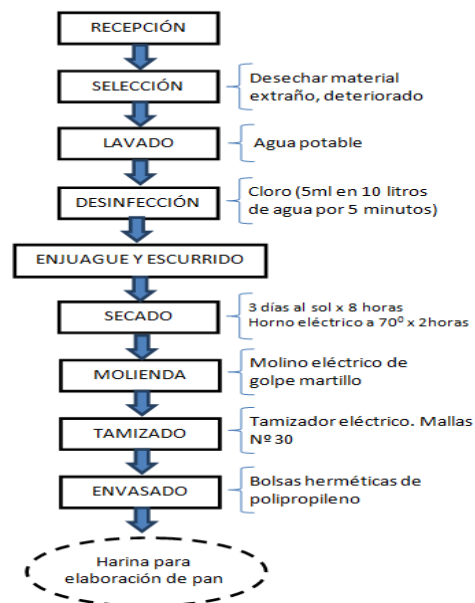 RECEPCIÓN
SELECCIÓN
Desechar material
extraño, deteriorado
LAVADO
Agua potable
DESINFECCIÓN
Cloro (5ml en 10 litros
de agua por 5 minutos)
ENJUAGUE Y ESCURRIDO
SECADO
3 días al sol x 8 horas
Horno eléctrico a 70⁰ x 2horas
MOLIENDA
Molino eléctrico de
golpe martillo
TAMIZADO
Tamizador eléctrico. Mallas
Nº 30
ENVASADO
Bolsas herméticas de
polipropileno
Harina para
elaboración de pan